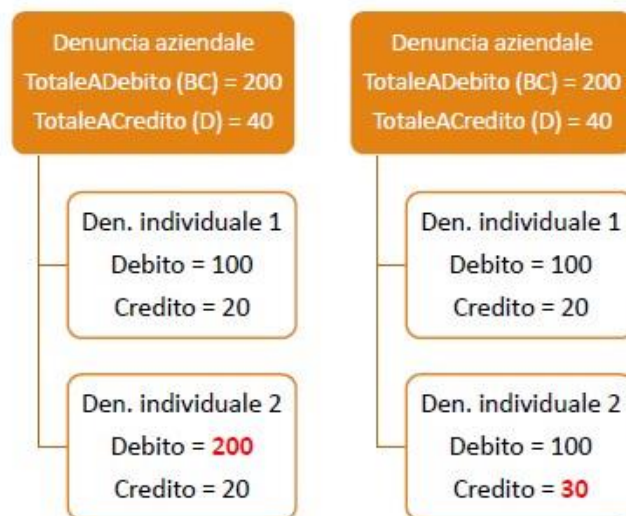 Denuncia aziendale
TotaleADebito (BC) = 200
TotaleACredito (D) = 40
Den. individuale 1
Debito = 100
Credito = 20
Den. individuale 2
Debito = 200
Credito = 20
Denuncia aziendale
TotaleADebito (BC) = 200
TotaleACredito (D) = 40
Den. individuale 1
Debito = 100
Credito = 20
Den. individuale 2
Debito = 100
Credito = 30